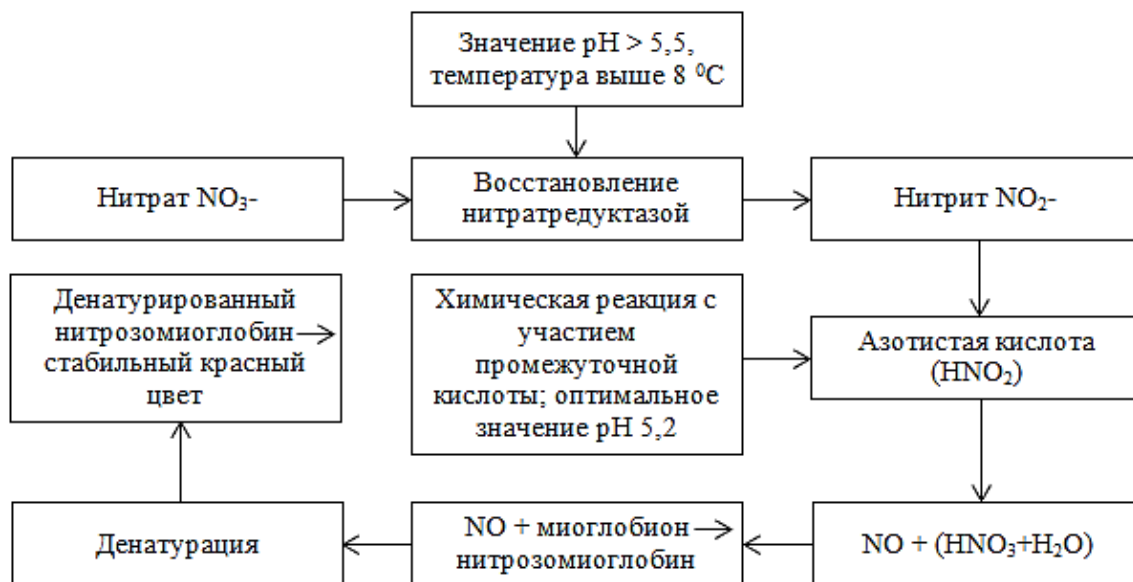 Значение pH > 5,5,
температура выше 8 ⁰C
Нитрат NO₃-
Восстановление
нитратредуктазой
Нитрит NO₂-
Денатурированный
нитрозомиоглобин→
стабильный красный
цвет
Химическая реакция с
участием
промежуточной
кислоты; оптимальное
значение pH 5,2
Азотистая кислота
(HNO₂)
Денатурация
NO + миоглобион→
нитрозомиоглобин
NO + (HNO₃+H₂O)